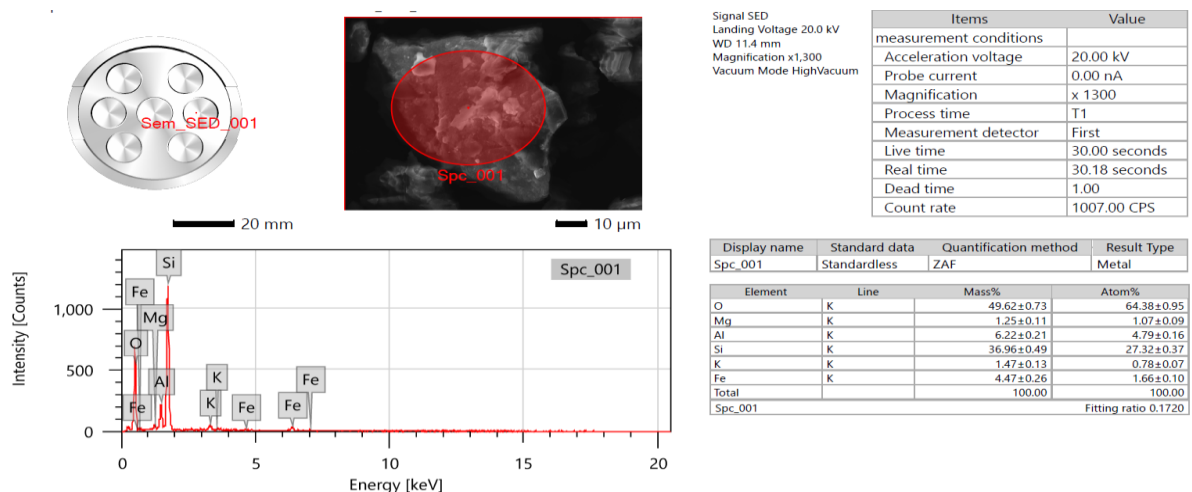 Sem_SED_001
20 mm
Spc_001
10 µm
Signal SED
Landing Voltage 20.0 kV
WD 11.4 mm
Magnification x1,300
Vacuum Mode HighVacuum
Items Value
measurement conditions
Acceleration voltage 20.00 kV
Probe current 0.00 nA
Magnification x 1300
Process time T1
Measurement detector First
Live time 30.00 seconds
Real time 30.18 seconds
Dead time 1.00
Count rate 1007.00 CPS
Intensity [Counts]
1,000
500
0
Spc_001
Si
Fe
Mg
O
Al
Fe
K
K
Fe
Fe
Fe
0 5 10 15 20
Energy [keV]
Display name Standard data Quantification method Result Type
Spc_001 Standardless ZAF Metal
Element Line Mass% Atom%
O K 49.62±0.73 64.38±0.95
Mg K 1.25±0.11 1.07±0.09
Al K 6.22±0.21 4.79±0.16
Si K 36.96±0.49 27.32±0.37
K K 1.47±0.13 0.78±0.07
Fe K 4.47±0.26 1.66±0.10
Total 100.00 100.00
Spc_001 Fitting ratio 0.1720